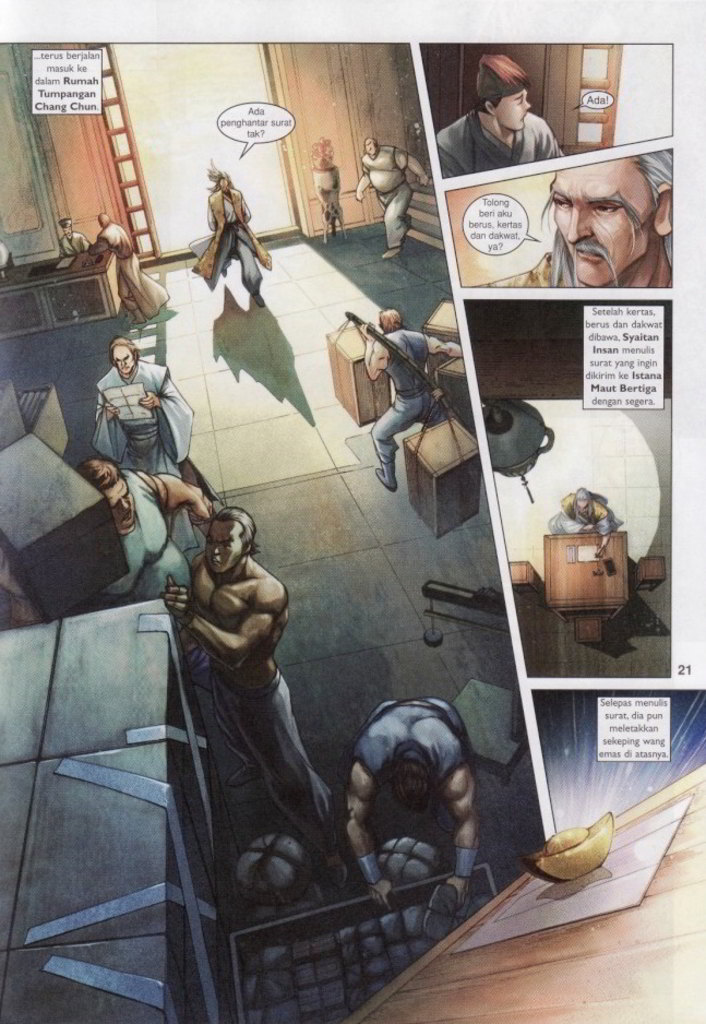 ...terus berjalan
masuk ke
dalam Rumah
Tumpangan
Chang Chun.
Ada
penghantar surat
tak?
Ada!
Tolong
beri aku
berus, kertas
dan dakwat,
ya?
Setelah kertas,
berus dan dakwat
dibawa, Syaitan
Insan menulis
surat yang ingin
dikirim ke Istana
Maut Bertiga
dengan segera.
21
Selepas menulis
surat, dia pun
meletakkan
sekeping wang
emas di atasnya.